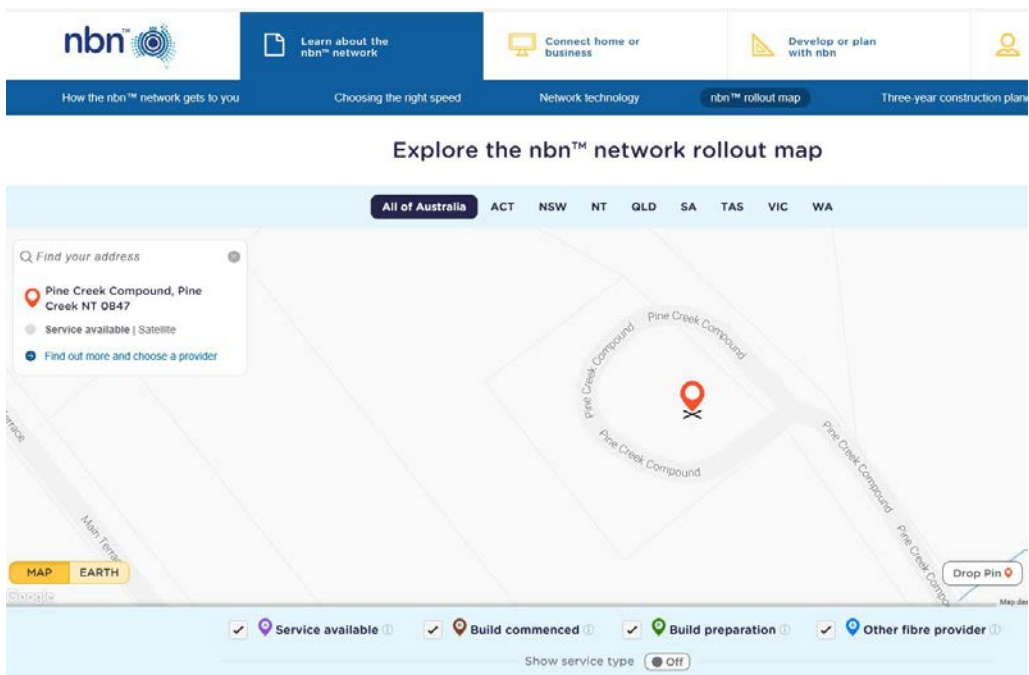 nbn™
Learn about the
nbn™ network
Connect home or
business
Develop or plan
with nbn
How the nbn™ network gets to you
Choosing the right speed
Network technology
nbn™ rollout map
Three-year construction plan
Explore the nbn™ network rollout map
All of Australia ACT NSW NT QLD SA TAS VIC WA
Find your address
Pine Creek Compound, Pine
Creek NT 0847
Service available | Satellite
Find out more and choose a provider
Pine Creek Compound
Pine Creek Compound
Pine Creek Compound
Pine Creek Compound
Pine Creek Compo
Main Terrace
MAP EARTH
Google
Drop Pin
Map da
Service available
Build commenced
Build preparation
Other fibre provider
Show service type Off